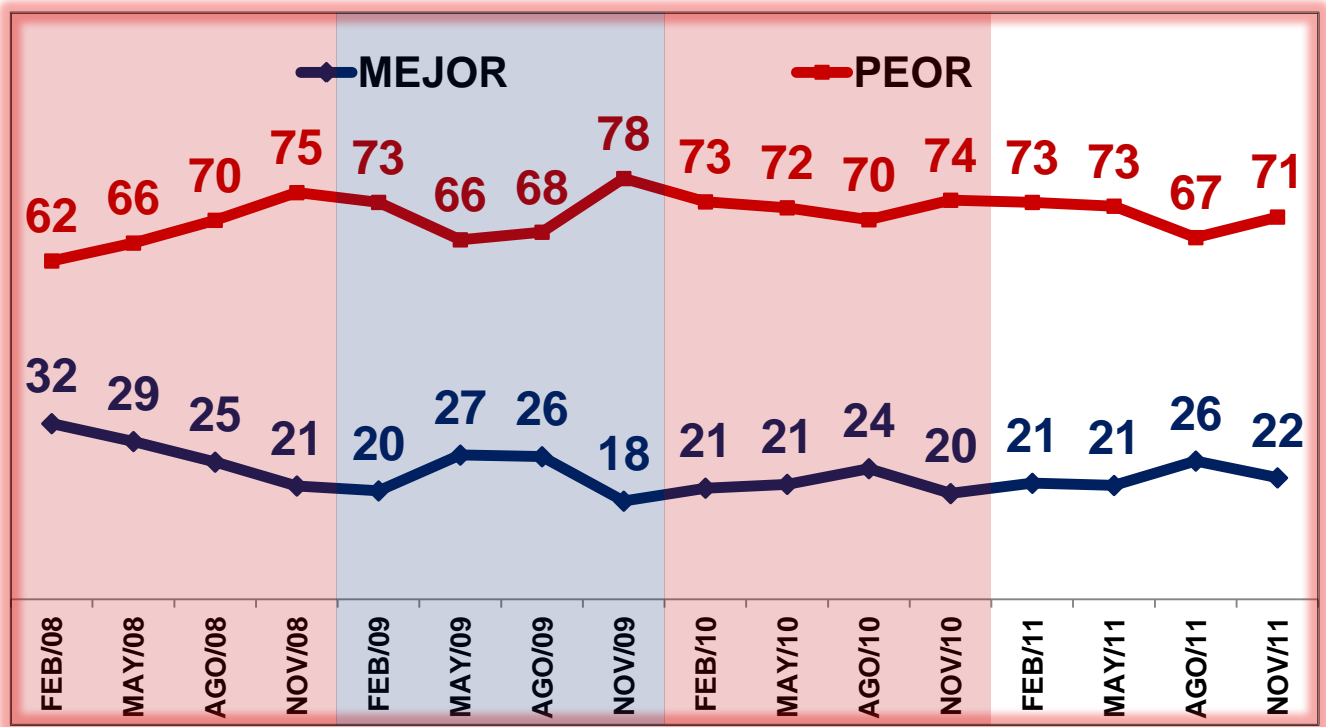 MEJOR PEOR
62 66 70 75 73 66 68 78 73 72 70 74 73 73 67 71
32 29 25 21 20 27 26 18 21 21 24 20 21 21 26 22
FEB/08 MAY/08 AGO/08 NOV/08 FEB/09 MAY/09 AGO/09 NOV/09 FEB/10 MAY/10 AGO/10 NOV/10 FEB/11 MAY/11 AGO/11 NOV/11